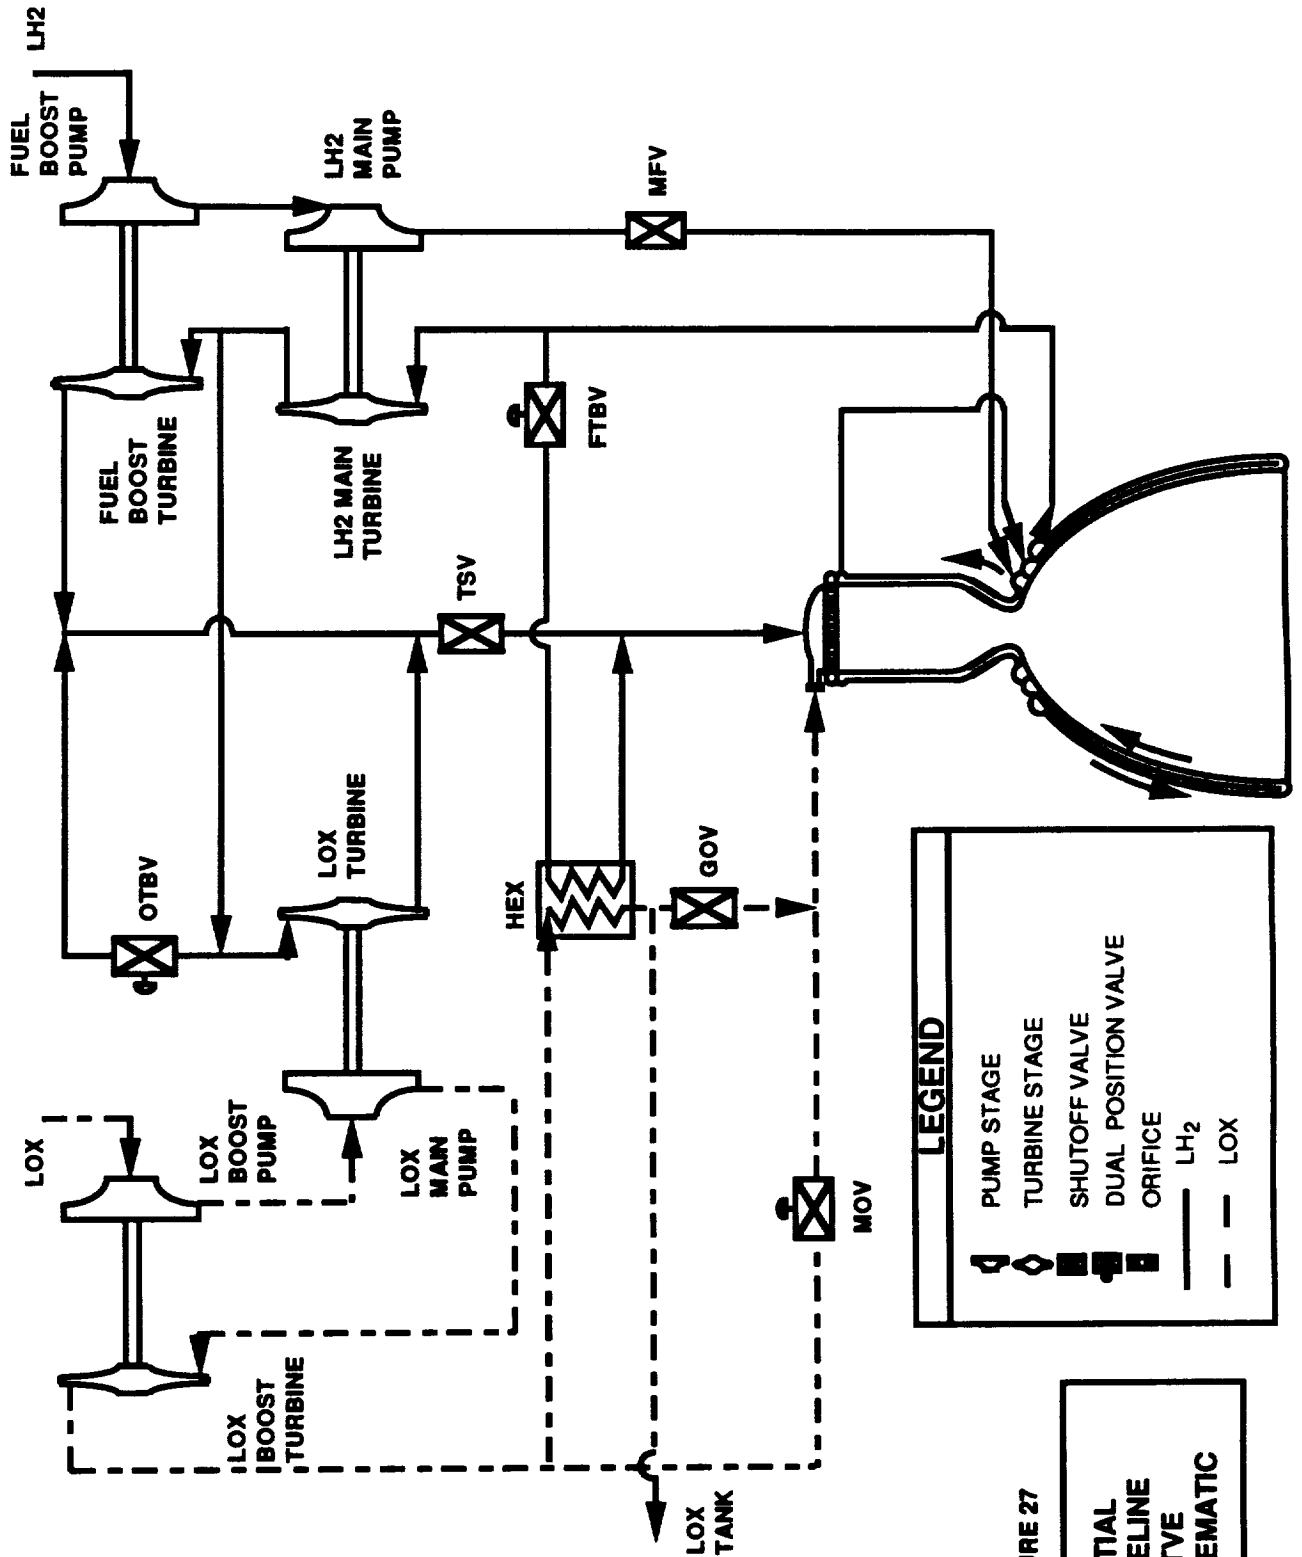 LH2
FUEL
BOOST
PUMP
LH2
MAIN
PUMP
MFV
FUEL
BOOST
TURBINE
LH2 MAIN
TURBINE
FTBV
TSV
OTBV
LOX
TURBINE
HEX
GOV
LOX
LOX
BOOST
PUMP
LOX
MAIN
PUMP
MOV
LOX
BOOST
TURBINE
LOX
TANK
LEGEND
PUMP STAGE
TURBINE STAGE
SHUTOFF VALVE
DUAL POSITION VALVE
ORIFICE
LH2
LOX
URE 27
TIAL
ELINE
TVE
EMATIC